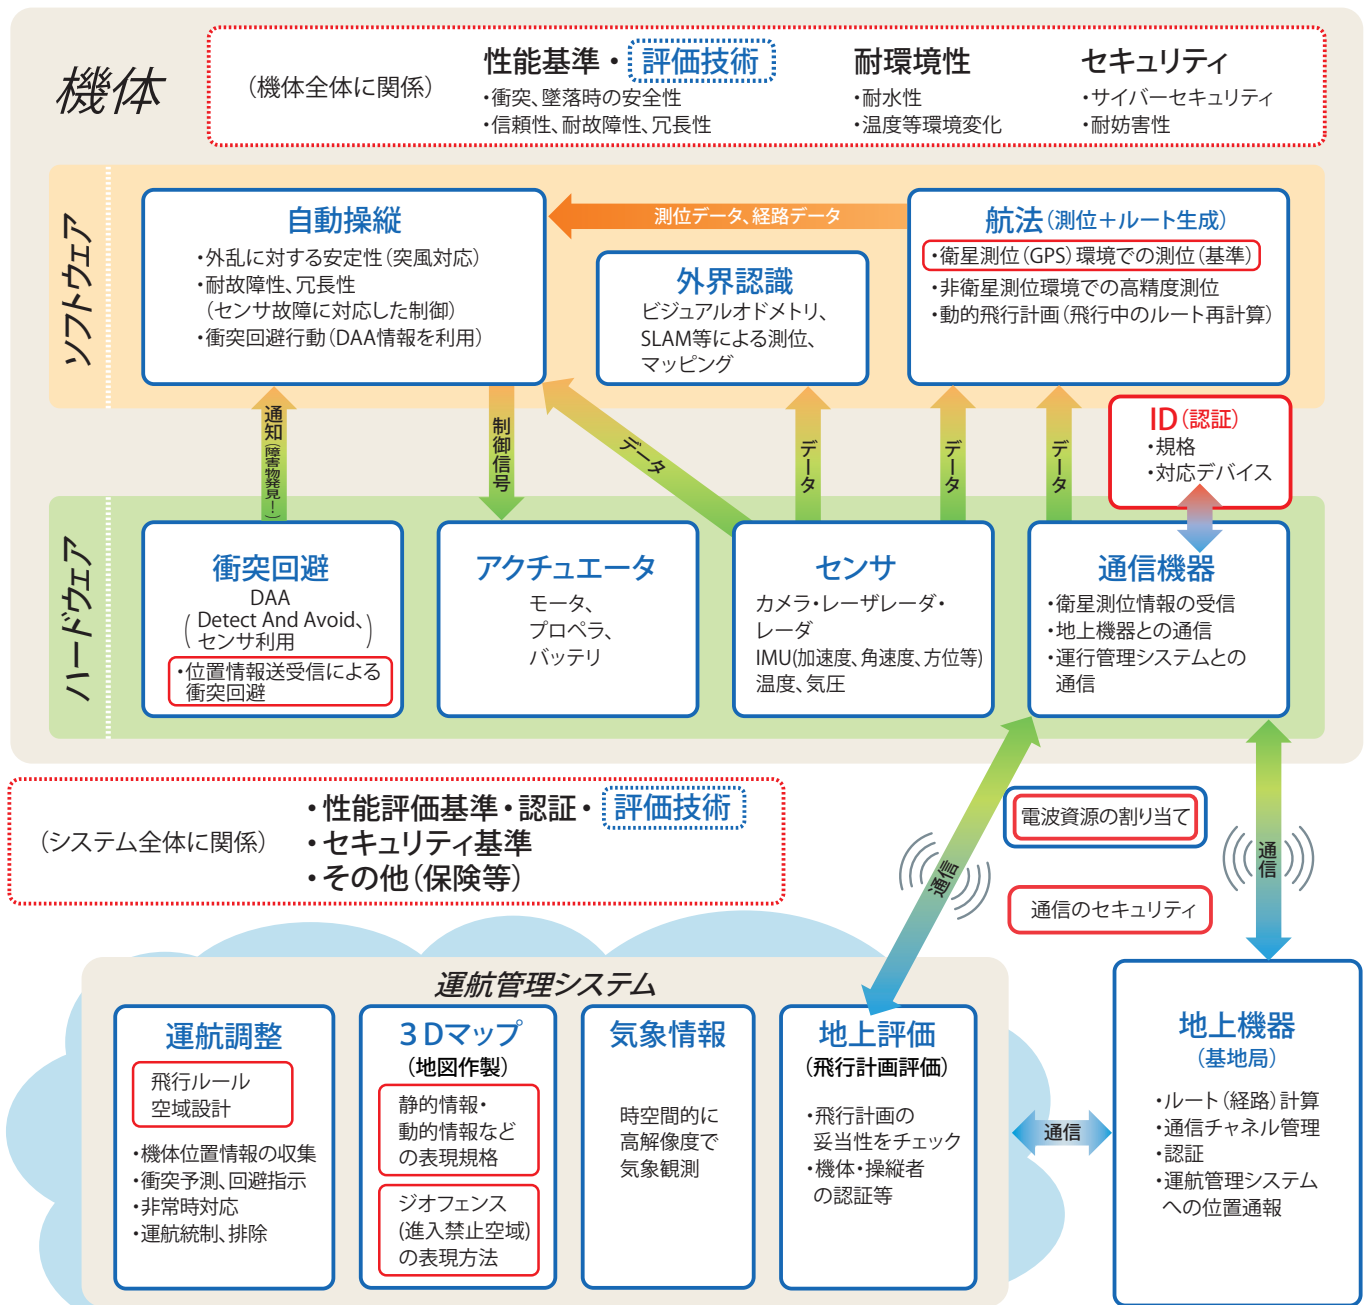 機体
(機体全体に関係)
性能基準・評価技術
・衝突、墜落時の安全性
・信頼性、耐故障性、冗長性
耐環境性
・耐水性
・温度等環境変化
セキュリティ
・サイバーセキュリティ
・耐妨害性
ソフトウェア
自動操縦
・外乱に対する安定性(突風対応)
・耐故障性、冗長性
(センサ故障に対応した制御)
・衝突回避行動(DAA情報を利用)
測位データ、経路データ
外界認識
ビジュアルオドメトリ、
SLAM等による測位、
マッピング
航法(測位+ルート生成)
・衛星測位(GPS)環境での測位(基準)
・非衛星測位環境での高精度測位
・動的飛行計画(飛行中のルート再計算)
通知(障害物発見!)
制御信号
データ
データ
データ
データ
ID(認証)
・規格
・対応デバイス
ハードウェア
衝突回避
DAA
(Detect And Avoid、
センサ利用)
・位置情報送受信による
衝突回避
アクチュエータ
モータ、
プロペラ、
バッテリ
センサ
カメラ・レーザレーダ・
レーダ
IMU(加速度、角速度、方位等)
温度、気圧
通信機器
・衛星測位情報の受信
・地上機器との通信
・運行管理システムとの
通信
(システム全体に関係)
・性能評価基準・認証・評価技術
・セキュリティ基準
・その他(保険等)
通信
電波資源の割り当て
通信のセキュリティ
通信
運航管理システム
運航調整
飛行ルール
空域設計
・機体位置情報の収集
・衝突予測、回避指示
・非常時対応
・運航統制、排除
3Dマップ
(地図作製)
静的情報・
動的情報など
の表現規格
ジオフェンス
(進入禁止空域)
の表現方法
気象情報
時空間的に
高解像度で
気象観測
地上評価
(飛行計画評価)
・飛行計画の
妥当性をチェック
・機体・操縦者
の認証等
通信
地上機器
(基地局)
・ルート(経路)計算
・通信チャネル管理
・認証
・運航管理システム
への位置通報